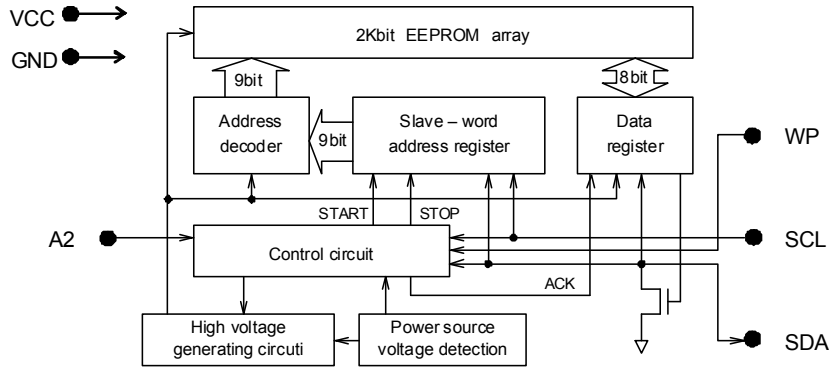 VCC
2Kbit EEPROM array
GND
9bit
8bit
Address
decoder
9bit
Slave – word
address register
Data
register
WP
START
STOP
A2
Control circuit
SCL
ACK
High voltage
generating circuti
Power source
voltage detection
SDA